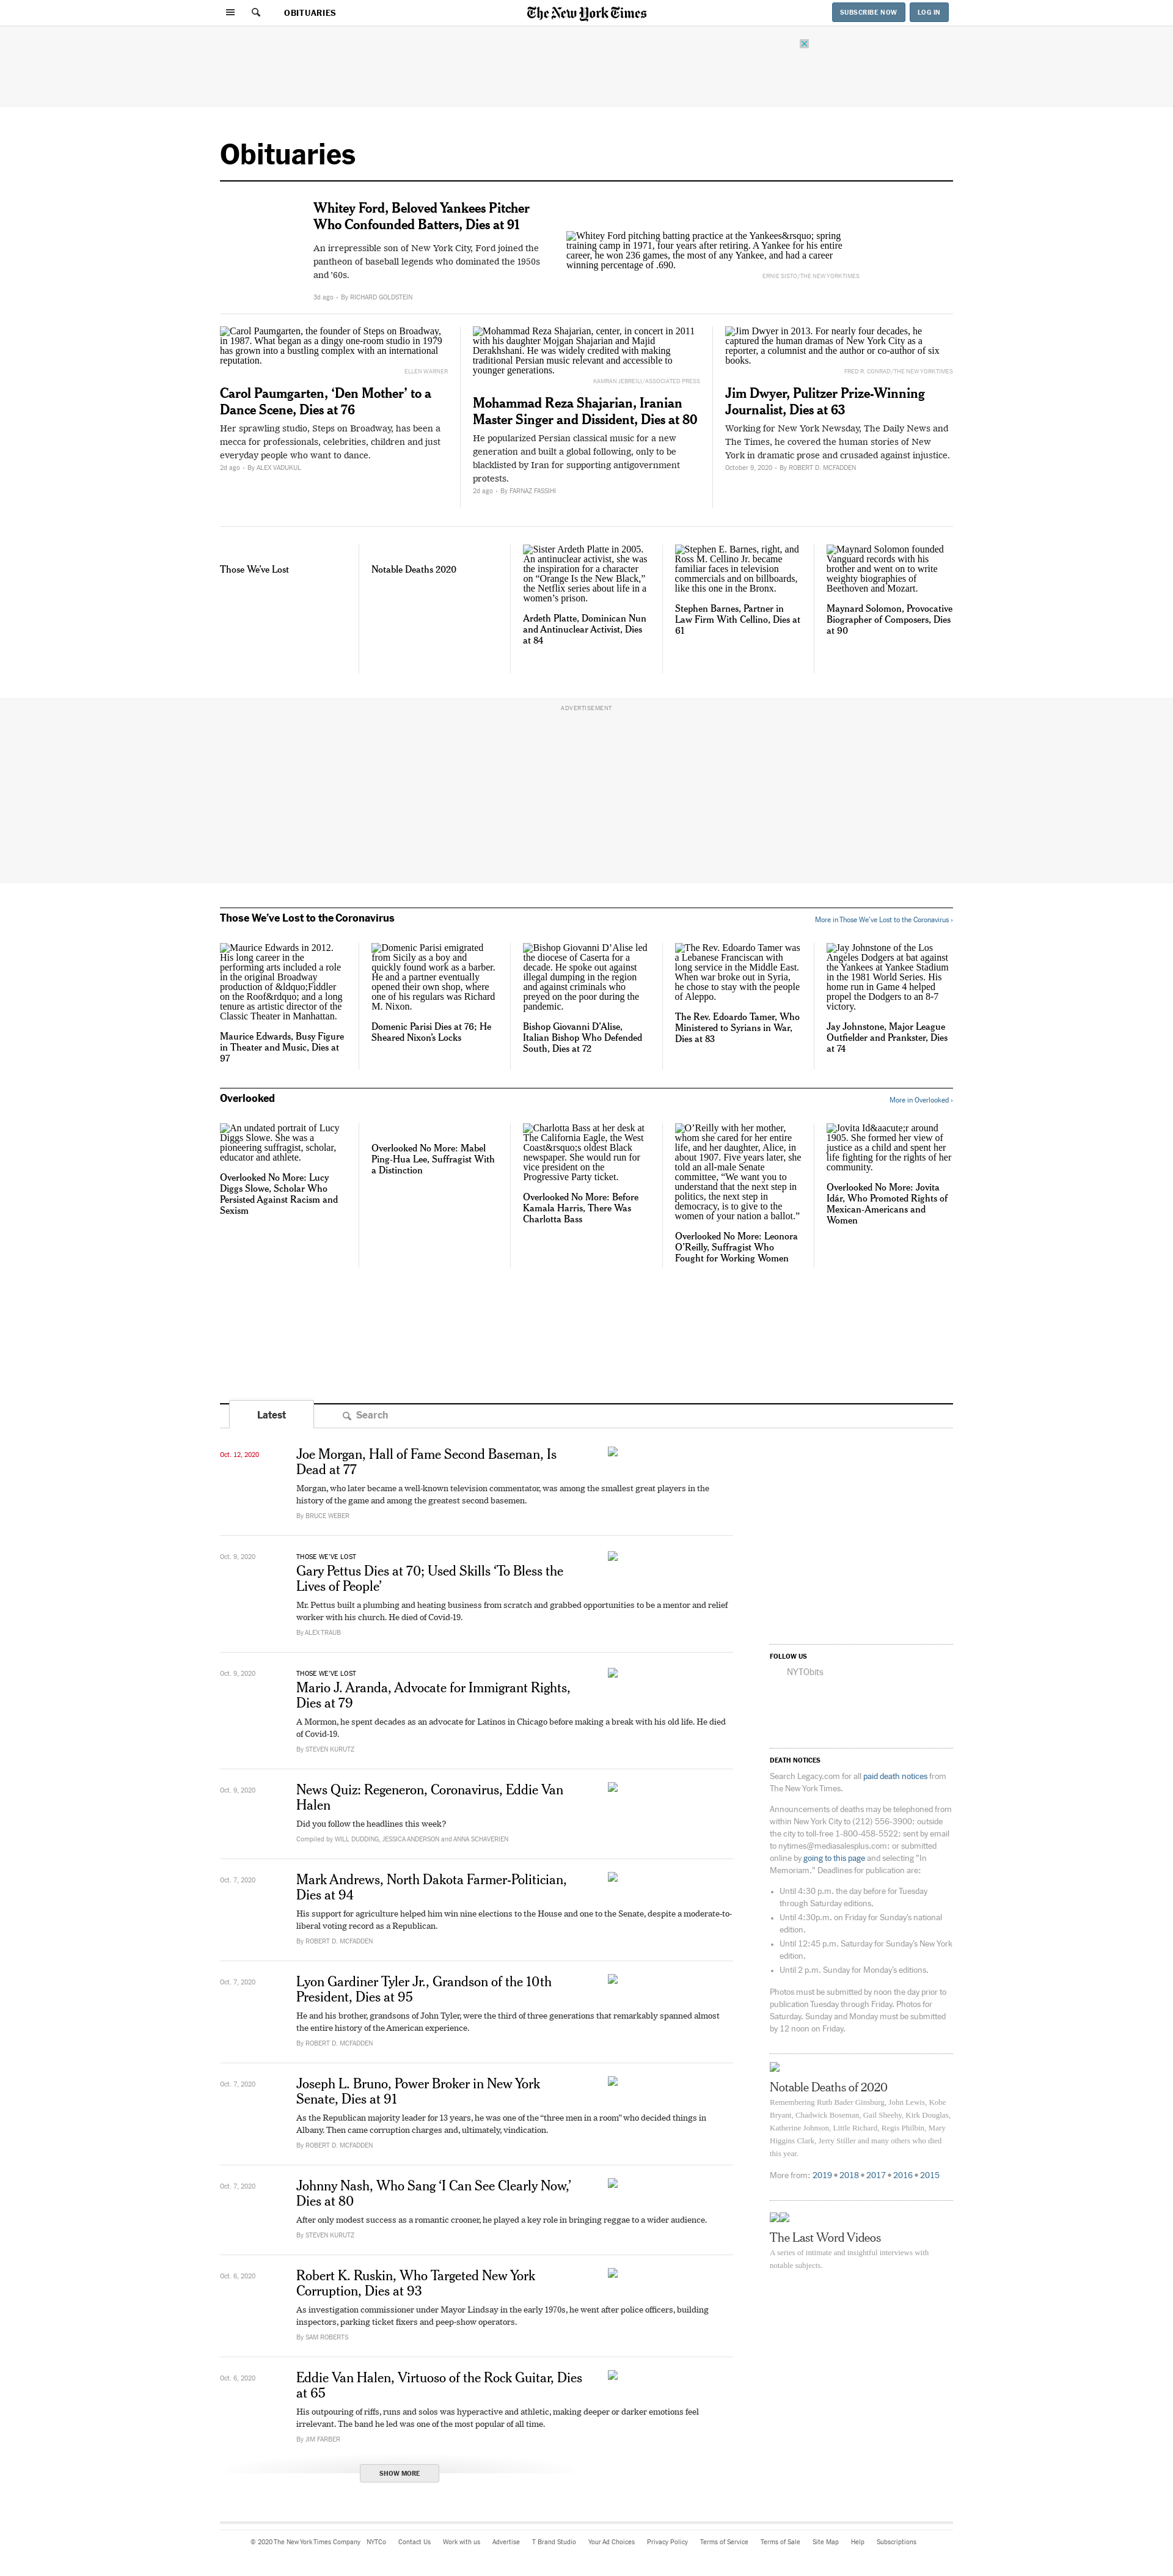 OBITUARIES
The New York Times
SUBSCRIBE NOW
LOG IN
Obituaries
Whitey Ford, Beloved Yankees Pitcher
Who Confounded Batters, Dies at 91
An irrepressible son of New York City, Ford joined the
pantheon of baseball legends who dominated the 1950s
and ’60s.
3d ago - By RICHARD GOLDSTEIN
Whitey Ford pitching batting practice at the Yankees&rsquo; spring
training camp in 1971, four years after retiring. A Yankee for his entire
career, he won 236 games, the most of any Yankee, and had a career
winning percentage of .690.
ERNIE SISTO/THE NEW YORK TIMES
Carol Paumgarten, the founder of Steps on Broadway,
in 1987. What began as a dingy one-room studio in 1979
has grown into a bustling complex with an international
reputation.
ELLEN WARNER
Carol Paumgarten, ‘Den Mother’ to a
Dance Scene, Dies at 76
Her sprawling studio, Steps on Broadway, has been a
mecca for professionals, celebrities, children and just
everyday people who want to dance.
2d ago - By ALEX VADUKUL
Mohammad Reza Shajarian, center, in concert in 2011
with his daughter Mojgan Shajarian and Majid
Derakhshani. He was widely credited with making
traditional Persian music relevant and accessible to
younger generations.
KAMRAN JEBREILI/ASSOCIATED PRESS
Mohammad Reza Shajarian, Iranian
Master Singer and Dissident, Dies at 80
He popularized Persian classical music for a new
generation and built a global following, only to be
blacklisted by Iran for supporting antigovernment
protests.
2d ago - By FARNAZ FASSIHI
Jim Dwyer in 2013. For nearly four decades, he
captured the human dramas of New York City as a
reporter, a columnist and the author or co-author of six
books.
FRED R. CONRAD/THE NEW YORK TIMES
Jim Dwyer, Pulitzer Prize-Winning
Journalist, Dies at 63
Working for New York Newsday, The Daily News and
The Times, he covered the human stories of New
York in dramatic prose and crusaded against injustice.
October 9, 2020 - By ROBERT D. MCFADDEN
Those We’ve Lost
Notable Deaths 2020
Sister Ardeth Platte in 2005.
An antinuclear activist, she was
the inspiration for a character
on “Orange Is the New Black,”
the Netflix series about life in a
women’s prison.
Ardeth Platte, Dominican Nun
and Antinuclear Activist, Dies
at 84
Stephen E. Barnes, right, and
Ross M. Cellino Jr. became
familiar faces in television
commercials and on billboards,
like this one in the Bronx.
Stephen Barnes, Partner in
Law Firm With Cellino, Dies at
61
Maynard Solomon founded
Vanguard records with his
brother and went on to write
weighty biographies of
Beethoven and Mozart.
Maynard Solomon, Provocative
Biographer of Composers, Dies
at 90
ADVERTISEMENT
Those We’ve Lost to the Coronavirus
More in Those We’ve Lost to the Coronavirus ›
Maurice Edwards in 2012.
His long career in the
performing arts included a role
in the original Broadway
production of &ldquo;Fiddler
on the Roof&rdquo; and a long
tenure as artistic director of the
Classic Theater in Manhattan.
Maurice Edwards, Busy Figure
in Theater and Music, Dies at
97
Domenic Parisi emigrated
from Sicily as a boy and
quickly found work as a barber.
He and a partner eventually
opened their own shop, where
one of his regulars was Richard
M. Nixon.
Domenic Parisi Dies at 76; He
Sheared Nixon’s Locks
Bishop Giovanni D’Alise led
the diocese of Caserta for a
decade. He spoke out against
illegal dumping in the region
and against criminals who
preyed on the poor during the
pandemic.
Bishop Giovanni D’Alise,
Italian Bishop Who Defended
South, Dies at 72
The Rev. Edoardo Tamer was
a Lebanese Franciscan with
long service in the Middle East.
When war broke out in Syria,
he chose to stay with the people
of Aleppo.
The Rev. Edoardo Tamer, Who
Ministered to Syrians in War,
Dies at 83
Jay Johnstone of the Los
Angeles Dodgers at bat against
the Yankees at Yankee Stadium
in the 1981 World Series. His
home run in Game 4 helped
propel the Dodgers to an 8-7
victory.
Jay Johnstone, Major League
Outfielder and Prankster, Dies
at 74
Overlooked
More in Overlooked ›
An undated portrait of Lucy
Diggs Slowe. She was a
pioneering suffragist, scholar,
educator and athlete.
Overlooked No More: Lucy
Diggs Slowe, Scholar Who
Persisted Against Racism and
Sexism
Overlooked No More: Mabel
Ping-Hua Lee, Suffragist With
a Distinction
Charlotta Bass at her desk at
The California Eagle, the West
Coast&rsquo;s oldest Black
newspaper. She would run for
vice president on the
Progressive Party ticket.
Overlooked No More: Before
Kamala Harris, There Was
Charlotta Bass
O’Reilly with her mother,
whom she cared for her entire
life, and her daughter, Alice, in
about 1907. Five years later, she
told an all-male Senate
committee, “We want you to
understand that the next step in
politics, the next step in
democracy, is to give to the
women of your nation a ballot.”
Overlooked No More: Leonora
O’Reilly, Suffragist Who
Fought for Working Women
Jovita Id&aacute;r around
1905. She formed her view of
justice as a child and spent her
life fighting for the rights of her
community.
Overlooked No More: Jovita
Idár, Who Promoted Rights of
Mexican-Americans and
Women
Latest
Search
Oct. 12, 2020
Joe Morgan, Hall of Fame Second Baseman, Is
Dead at 77
Morgan, who later became a well-known television commentator, was among the smallest great players in the
history of the game and among the greatest second basemen.
By BRUCE WEBER
Oct. 9, 2020
THOSE WE’VE LOST
Gary Pettus Dies at 70; Used Skills ‘To Bless the
Lives of People’
Mr. Pettus built a plumbing and heating business from scratch and grabbed opportunities to be a mentor and relief
worker with his church. He died of Covid-19.
By ALEX TRAUB
Oct. 9, 2020
THOSE WE’VE LOST
Mario J. Aranda, Advocate for Immigrant Rights,
Dies at 79
A Mormon, he spent decades as an advocate for Latinos in Chicago before making a break with his old life. He died
of Covid-19.
By STEVEN KURUTZ
Oct. 9, 2020
News Quiz: Regeneron, Coronavirus, Eddie Van
Halen
Did you follow the headlines this week?
Compiled by WILL DUDDING, JESSICA ANDERSON and ANNA SCHAVERIEN
Oct. 7, 2020
Mark Andrews, North Dakota Farmer-Politician,
Dies at 94
His support for agriculture helped him win nine elections to the House and one to the Senate, despite a moderate-to-
liberal voting record as a Republican.
By ROBERT D. MCFADDEN
Oct. 7, 2020
Lyon Gardiner Tyler Jr., Grandson of the 10th
President, Dies at 95
He and his brother, grandsons of John Tyler, were the third of three generations that remarkably spanned almost
the entire history of the American experience.
By ROBERT D. MCFADDEN
Oct. 7, 2020
Joseph L. Bruno, Power Broker in New York
Senate, Dies at 91
As the Republican majority leader for 13 years, he was one of the “three men in a room” who decided things in
Albany. Then came corruption charges and, ultimately, vindication.
By ROBERT D. MCFADDEN
Oct. 7, 2020
Johnny Nash, Who Sang ‘I Can See Clearly Now,’
Dies at 80
After only modest success as a romantic crooner, he played a key role in bringing reggae to a wider audience.
By STEVEN KURUTZ
Oct. 6, 2020
Robert K. Ruskin, Who Targeted New York
Corruption, Dies at 93
As investigation commissioner under Mayor Lindsay in the early 1970s, he went after police officers, building
inspectors, parking ticket fixers and peep-show operators.
By SAM ROBERTS
Oct. 6, 2020
Eddie Van Halen, Virtuoso of the Rock Guitar, Dies
at 65
His outpouring of riffs, runs and solos was hyperactive and athletic, making deeper or darker emotions feel
irrelevant. The band he led was one of the most popular of all time.
By JIM FARBER
SHOW MORE
FOLLOW US
NYTObits
DEATH NOTICES
Search Legacy.com for all paid death notices from
The New York Times.
Announcements of deaths may be telephoned from
within New York City to (212) 556-3900; outside
the city to toll-free 1-800-458-5522; sent by email
to nytimes@mediasalesplus.com; or submitted
online by going to this page and selecting "In
Memoriam." Deadlines for publication are:
Until 4:30 p.m. the day before for Tuesday
through Saturday editions.
Until 4:30p.m. on Friday for Sunday’s national
edition.
Until 12:45 p.m. Saturday for Sunday’s New York
edition.
Until 2 p.m. Sunday for Monday’s editions.
Photos must be submitted by noon the day prior to
publication Tuesday through Friday. Photos for
Saturday, Sunday and Monday must be submitted
by 12 noon on Friday.
Notable Deaths of 2020
Remembering Ruth Bader Ginsburg, John Lewis, Kobe
Bryant, Chadwick Boseman, Gail Sheehy, Kirk Douglas,
Katherine Johnson, Little Richard, Regis Philbin, Mary
Higgins Clark, Jerry Stiller and many others who died
this year.
More from: 2019 • 2018 • 2017 • 2016 • 2015
The Last Word Videos
A series of intimate and insightful interviews with
notable subjects.
© 2020 The New York Times Company NYTCo Contact Us Work with us Advertise T Brand Studio Your Ad Choices Privacy Policy Terms of Service Terms of Sale Site Map Help Subscriptions